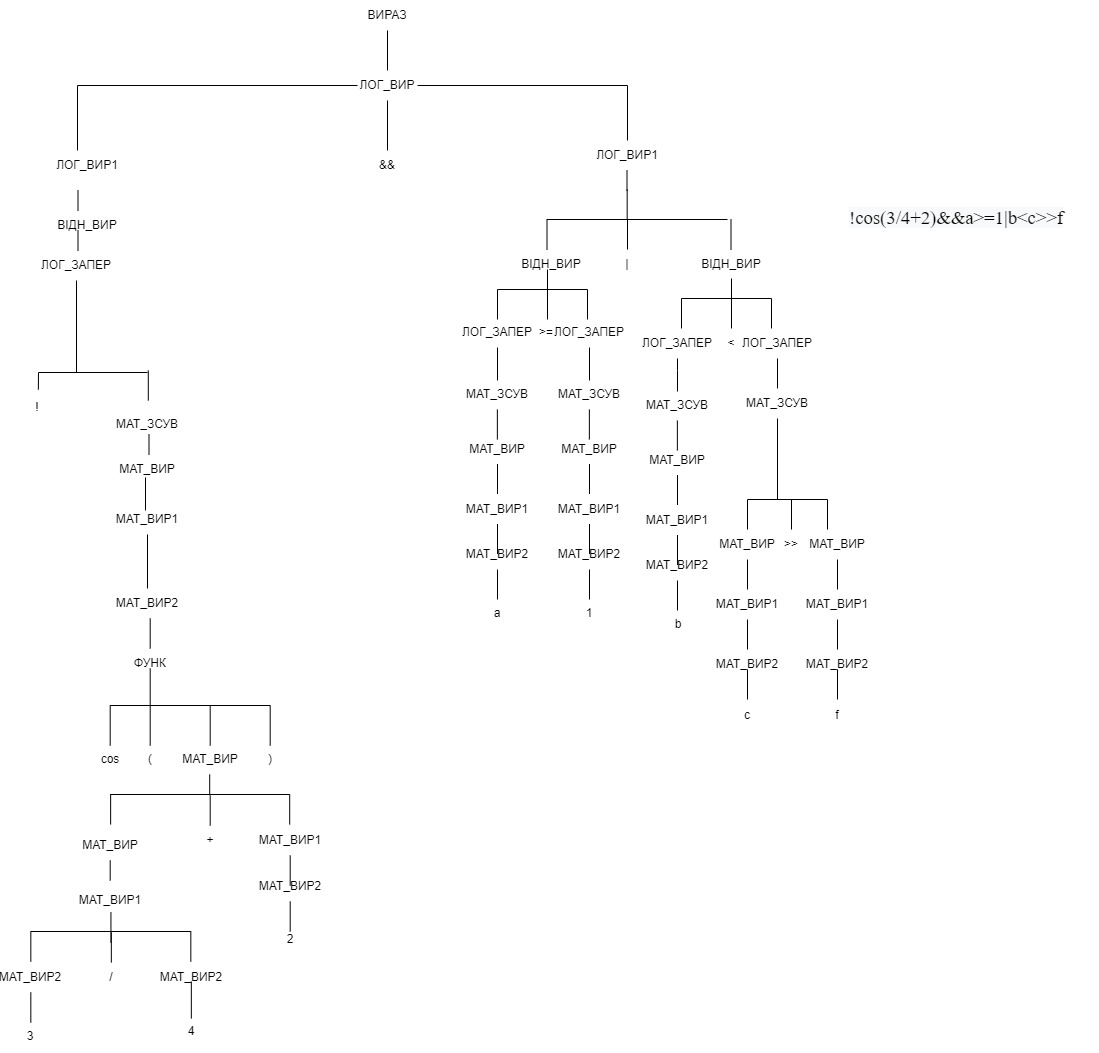 ВИРАЗ
ЛОГ_ВИР
ЛОГ_ВИР1
&&
ЛОГ_ВИР1
!cos(3/4+2)&&a>=1|b<c>>f
ВІДН_ВИР
ЛОГ_ЗАПЕР
ВІДН_ВИР | ВІДН_ВИР
ЛОГ_ЗАПЕР >= ЛОГ_ЗАПЕР ЛОГ_ЗАПЕР < ЛОГ_ЗАПЕР
! МАТ_ЗСУВ МАТ_ЗСУВ МАТ_ЗСУВ МАТ_ЗСУВ
МАТ_ЗСУВ
МАТ_ВИР МАТ_ВИР МАТ_ВИР
МАТ_ВИР
МАТ_ВИР1 МАТ_ВИР1 МАТ_ВИР1 МАТ_ВИР1
МАТ_ВИР >> МАТ_ВИР
МАТ_ВИР2 МАТ_ВИР2 МАТ_ВИР2
МАТ_ВИР2 МАТ_ВИР1 МАТ_ВИР1
a 1 b
ФУНК МАТ_ВИР2 МАТ_ВИР2
c f
cos ( МАТ_ВИР )
МАТ_ВИР + МАТ_ВИР1
МАТ_ВИР1 МАТ_ВИР2
2
МАТ_ВИР2 / МАТ_ВИР2
3 4